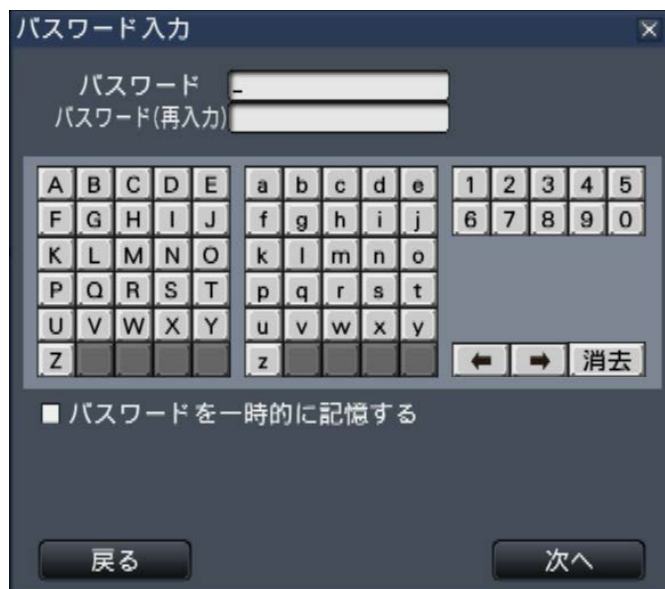 パスワード入力
パスワード
パスワード(再入力)
A B C D E a b c d e 1 2 3 4 5
F G H I J f g h i j 6 7 8 9 0
K L M N O k l m n o
P Q R S T p q r s t
U V W X Y u v w x y
Z z ← → 消去
パスワードを一時的に記憶する
戻る 次へ